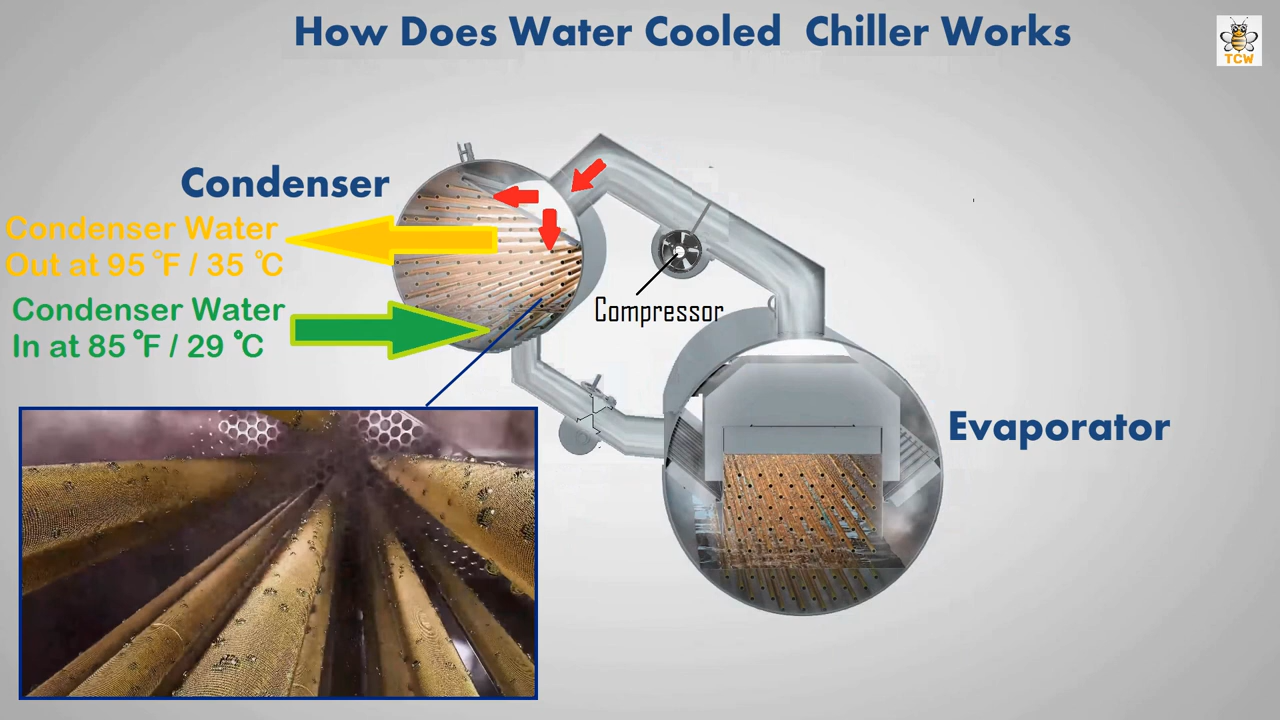 How Does Water Cooled Chiller Works
TCW
Condenser
Condenser Water
Out at 95 °F / 35 °C
Condenser Water
In at 85 °F / 29 °C
Compressor
Evaporator